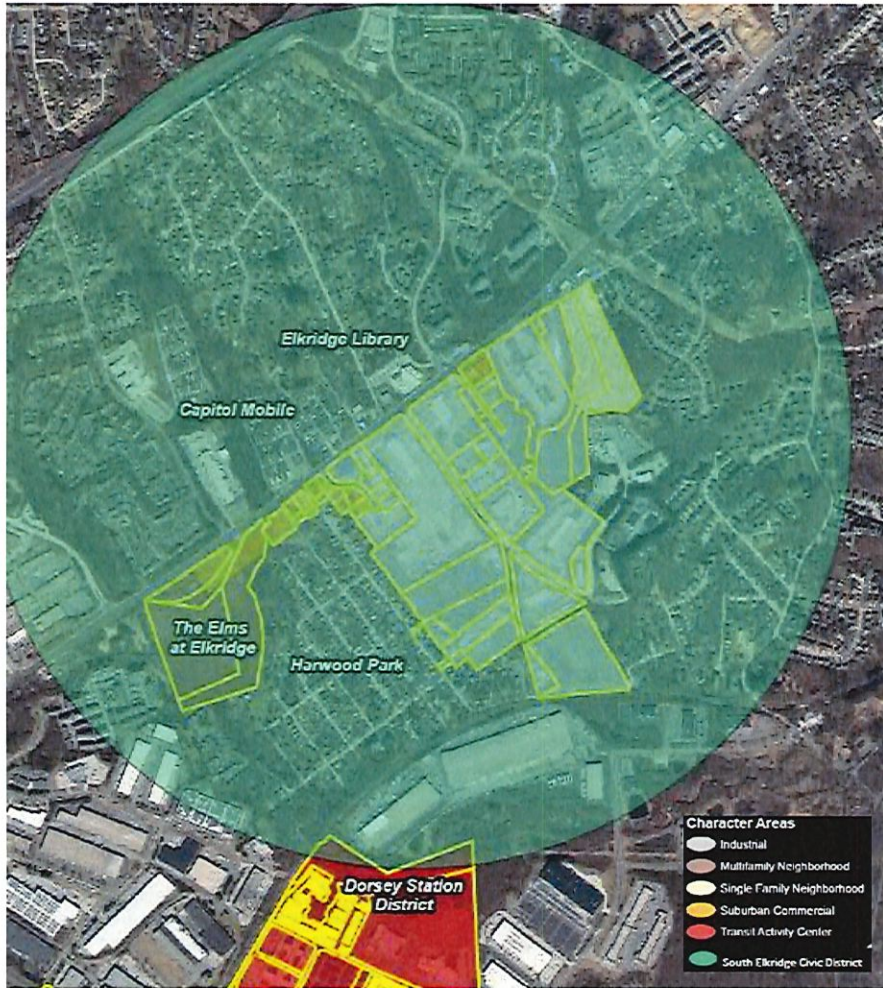 Elkridge Library
Capitol Mobile
The Elms
at Elkridge
Harwood Park
Dorsey Station
District
Character Areas
Industrial
Multifamily Neighborhood
Single Family Neighborhood
Suburban Commercial
Transit Activity Center
South Elkridge Civic District